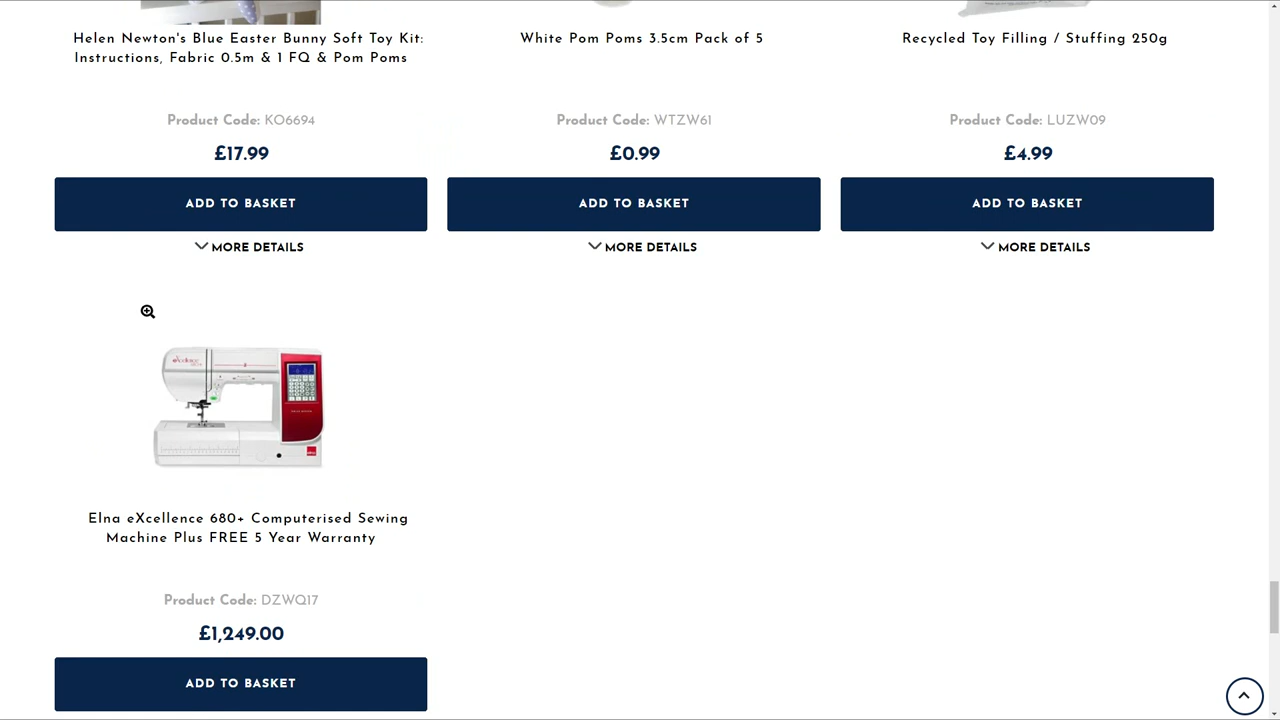 Helen Newton's Blue Easter Bunny Soft Toy Kit:
Instructions, Fabric 0.5m & 1 FQ & Pom Poms
Product Code: KO6694
£17.99
ADD TO BASKET
MORE DETAILS
White Pom Poms 3.5cm Pack of 5
Product Code: WTZW61
£0.99
ADD TO BASKET
MORE DETAILS
Recycled Toy Filling / Stuffing 250g
Product Code: LUZW09
£4.99
ADD TO BASKET
MORE DETAILS
eXcellence
Elna eXcellence 680+ Computerised Sewing
Machine Plus FREE 5 Year Warranty
Product Code: DZWQ17
£1,249.00
ADD TO BASKET